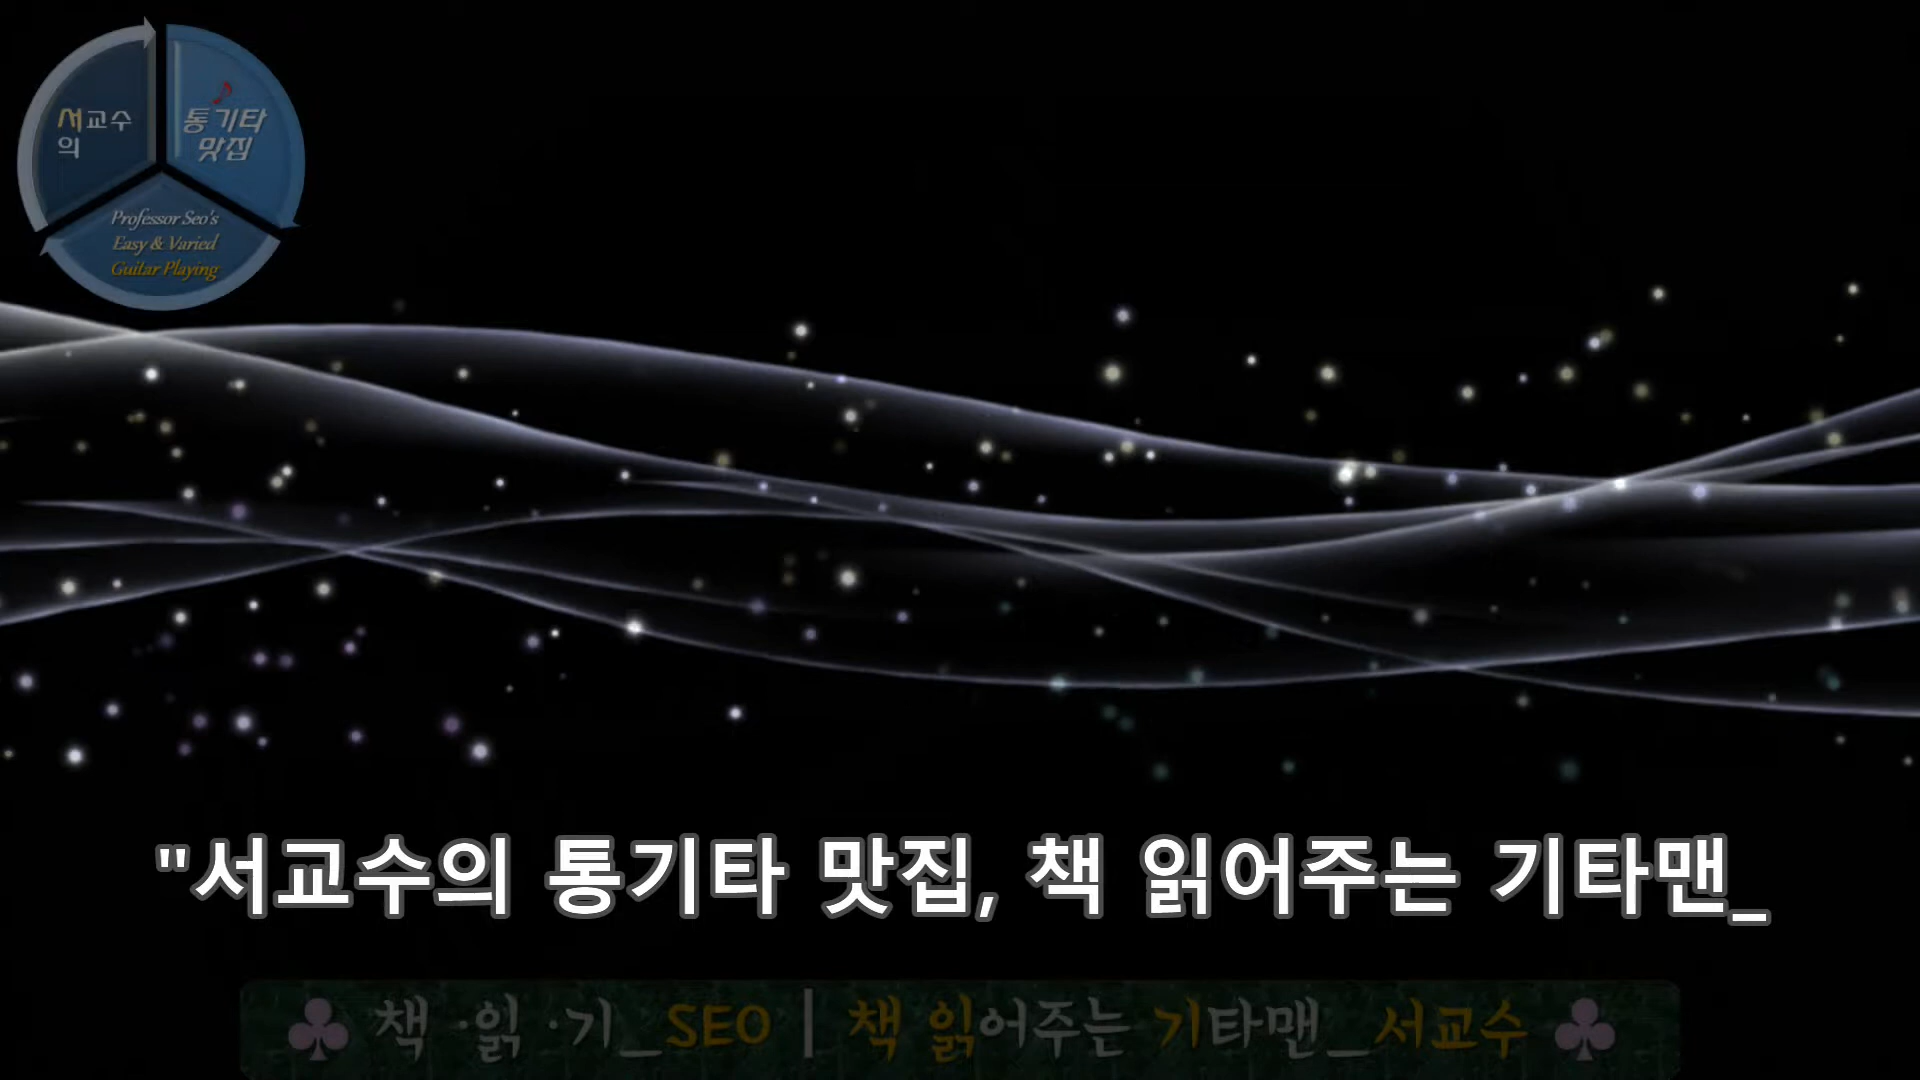 서교수
의
통기타
맛집
Professor Seo's
Easy & Varied
Guitar Playing
"서교수의 통기타 맛집, 책 읽어주는 기타맨_
♣ 책·읽·기_SEO | 책 읽어주는 기타맨_서교수 ♣